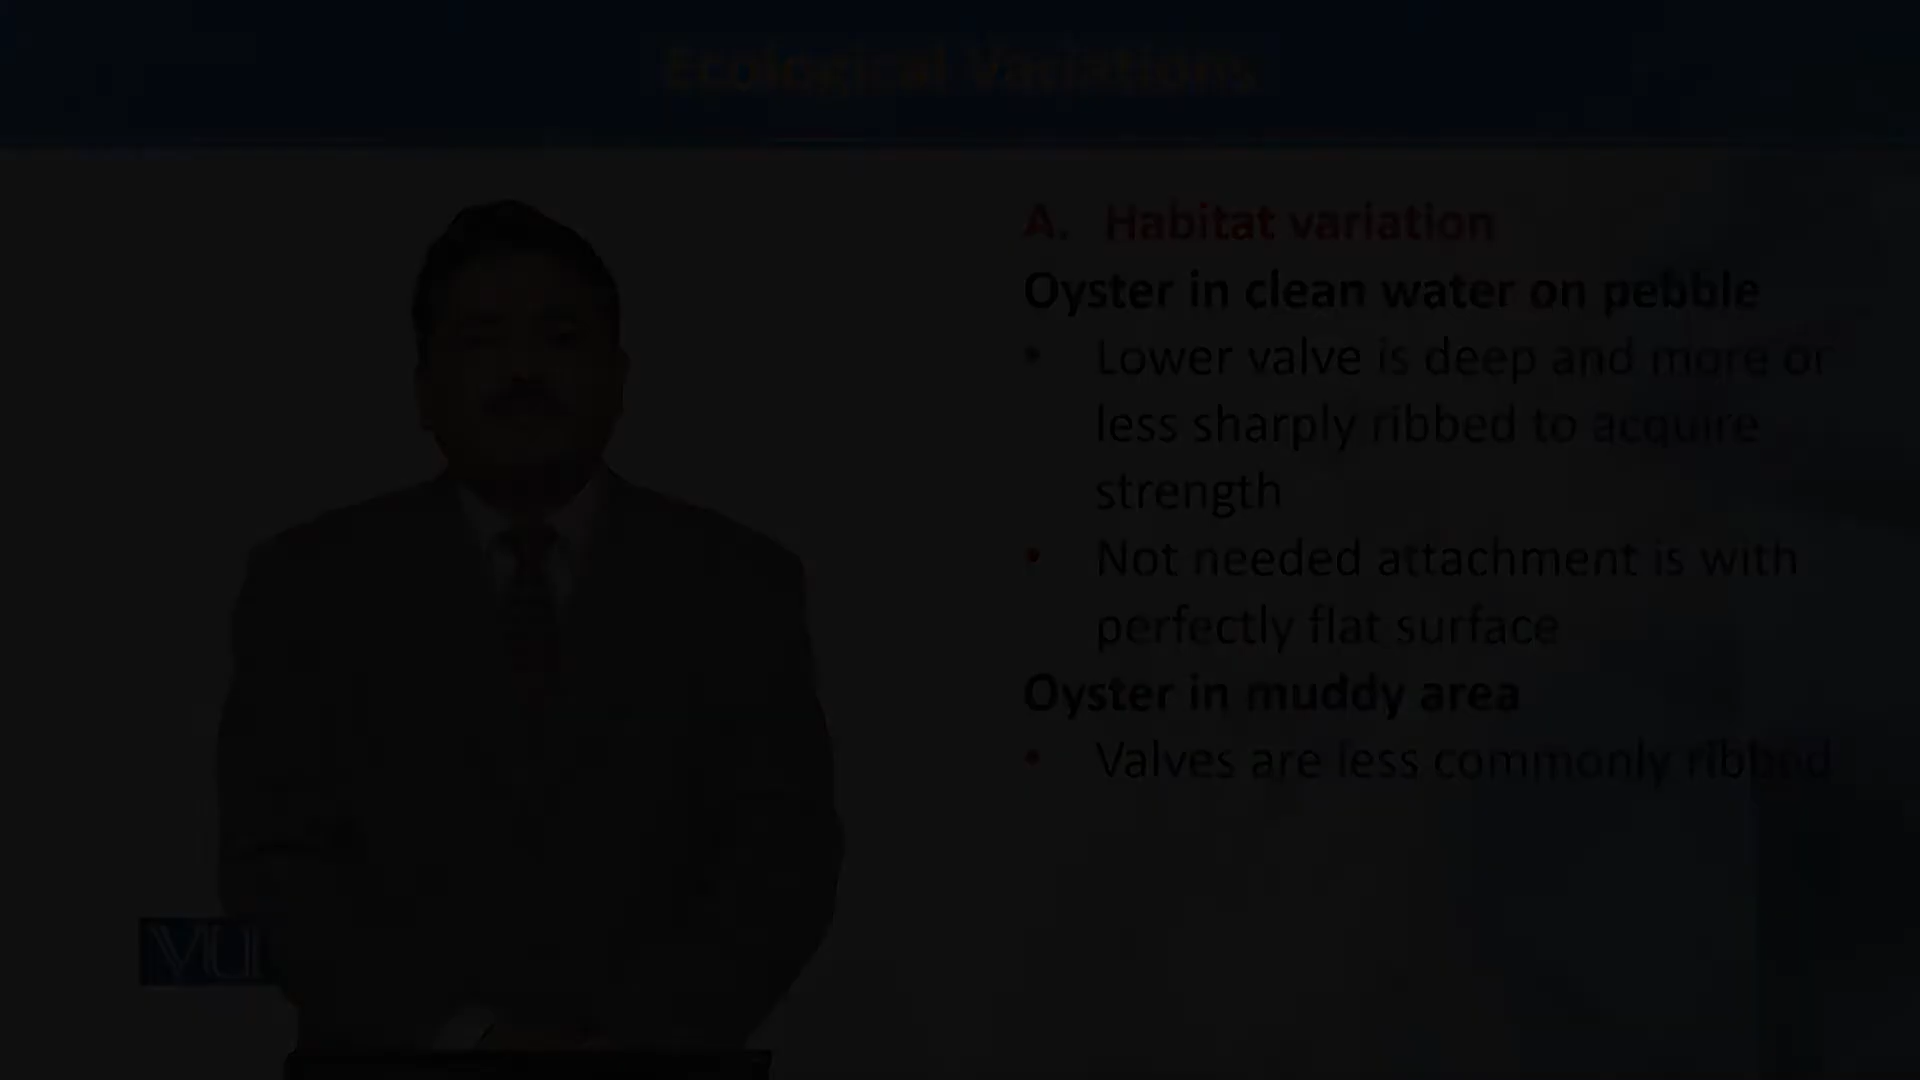 Ecological Variations
A. Habitat variation
Oyster in clean water on pebble
• Lower valve is deep and more or
less sharply ribbed to acquire
strength
• Not needed attachment is with
perfectly flat surface
Oyster in muddy area
• Valves are less commonly ribbed
VU